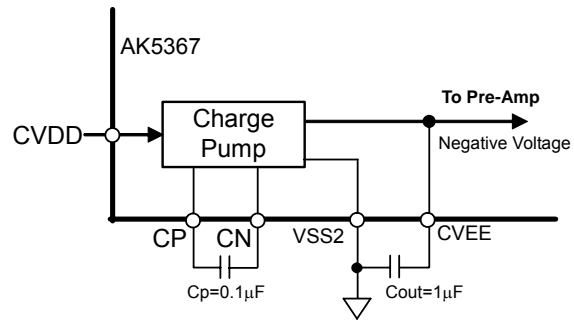 AK5367
To Pre-Amp
CVDD
Charge
Pump
Negative Voltage
CP
CN
VSS2
CVEE
Cp=0.1μF
Cout=1μF